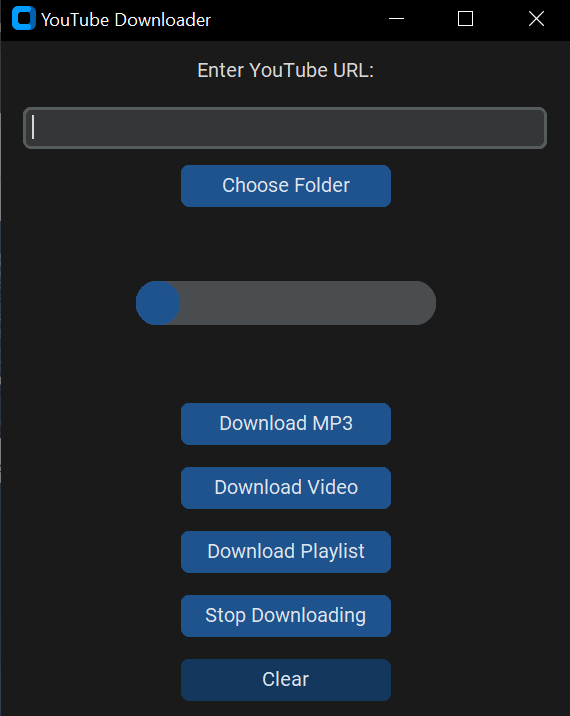 YouTube Downloader
Enter YouTube URL:
Choose Folder
Download MP3
Download Video
Download Playlist
Stop Downloading
Clear